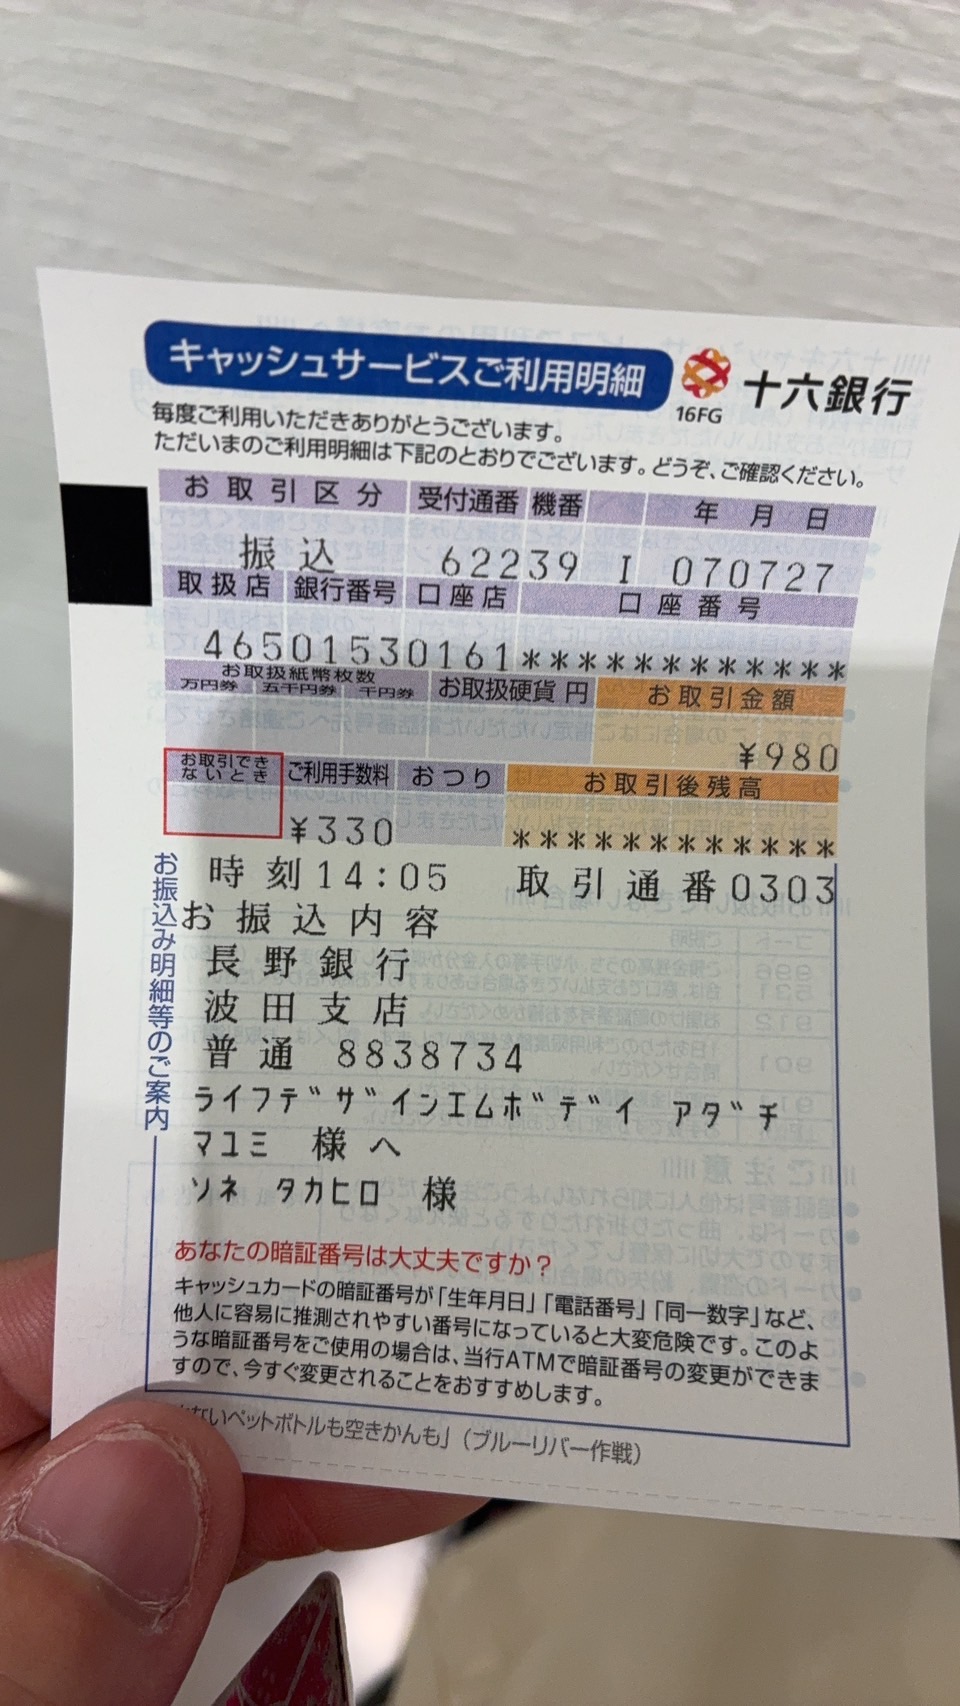 キャッシュサービスご利用明細
16FG
十六銀行
毎度ご利用いただきありがとうございます。
ただいまのご利用明細は下記のとおりでございます。どうぞ、ご確認ください。
お取引区分 受付通番 機番 年 月 日
振込 62239 I 070727
取扱店 銀行番号 口座店 口座番号
46501530161************
お取扱紙幣枚数
万円券 五千円券 千円券 お取扱硬貨 円 お取引金額
¥980
お取引できないとき ご利用手数料 おつり お取引後残高
¥330 ************
時刻14:05 取引通番0303
お振込内容
長野銀行
波田支店
普通 8838734
ライフデザインエムボデイ アダチ
マユミ 様へ
ソネ タカヒロ 様
お振込み明細等のご案内
あなたの暗証番号は大丈夫ですか？
キャッシュカードの暗証番号が「生年月日」「電話番号」「同一数字」など、
他人に容易に推測されやすい番号になっていると大変危険です。このよ
うな暗証番号をご使用の場合は、当行ATMで暗証番号の変更ができま
すので、今すぐ変更されることをおすすめします。
ないペットボトルも空きかんも」（ブルーリバー作戦）